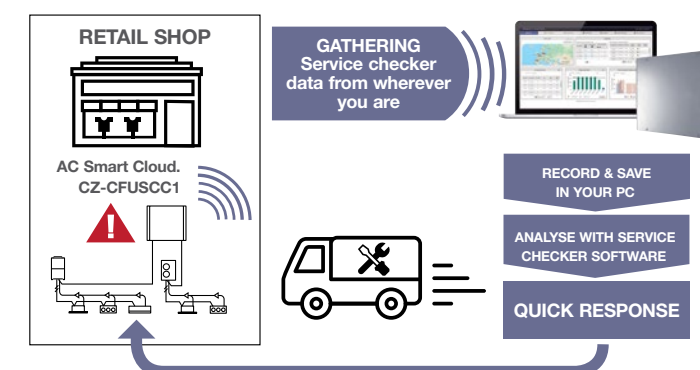 RETAIL SHOP
AC Smart Cloud.
CZ-CFUSCC1
GATHERING
Service checker
data from wherever
you are
RECORD & SAVE
IN YOUR PC
ANALYSE WITH SERVICE
CHECKER SOFTWARE
QUICK RESPONSE